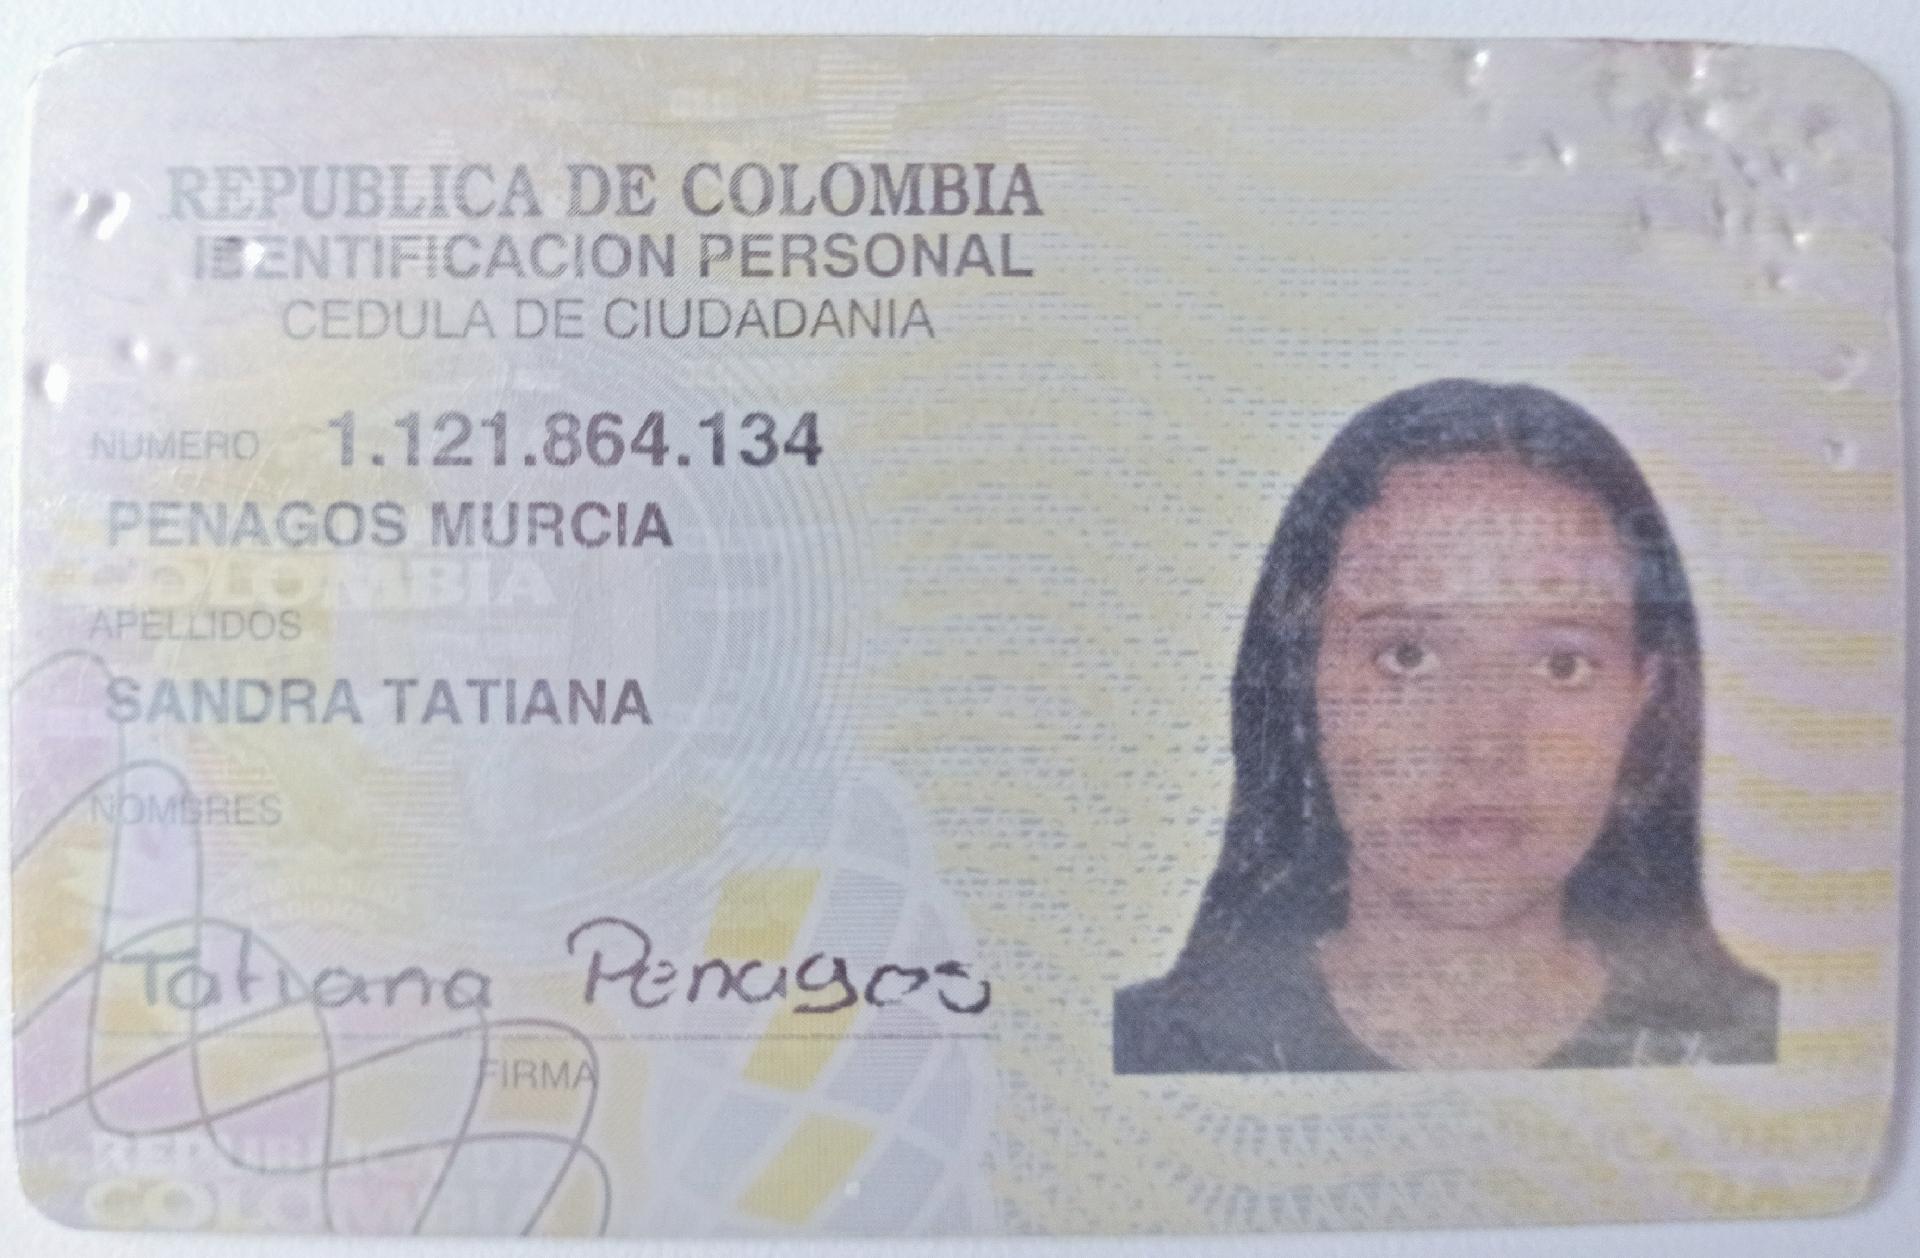 REPUBLICA DE COLOMBIA
IDENTIFICACION PERSONAL
CEDULA DE CIUDADANIA
NUMERO 1.121.864.134
PENAGOS MURCIA
COLOMBIA
APELLIDOS
SANDRA TATIANA
NOMBRES
Tatiana Penagos
FIRMA
REPUBLICA DE
COLOMBIA